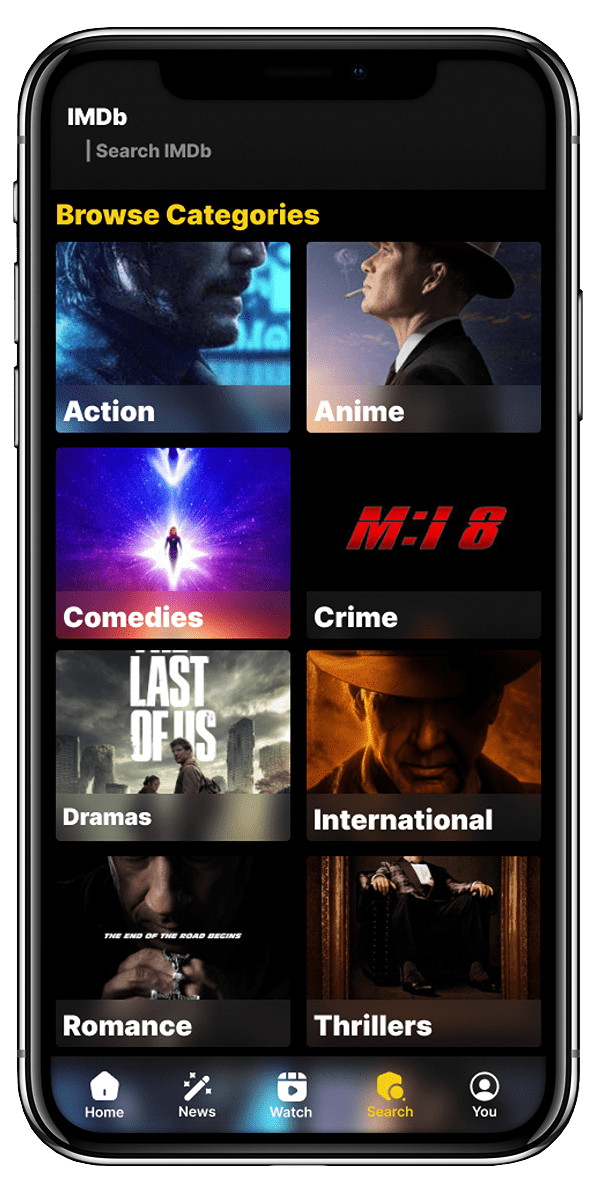 IMDb
| Search IMDb
Browse Categories
Action
Anime
Comedies
M:I 8
Crime
THE
LAST
OF US
Dramas
International
THE END OF THE ROAD BEGINS
Romance
Thrillers
Home
News
Watch
Search
You